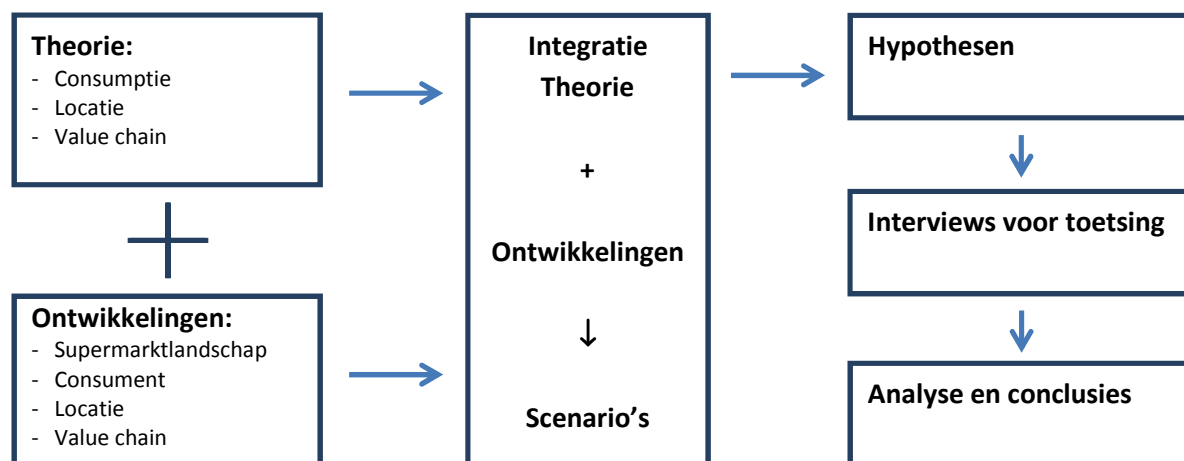 Theorie:
- Consumptie
- Locatie
- Value chain
Ontwikkelingen:
- Supermarktlandschap
- Consument
- Locatie
- Value chain
Integratie
Theorie
+
Ontwikkelingen
↓
Scenario’s
Hypothesen
Interviews voor toetsing
Analyse en conclusies